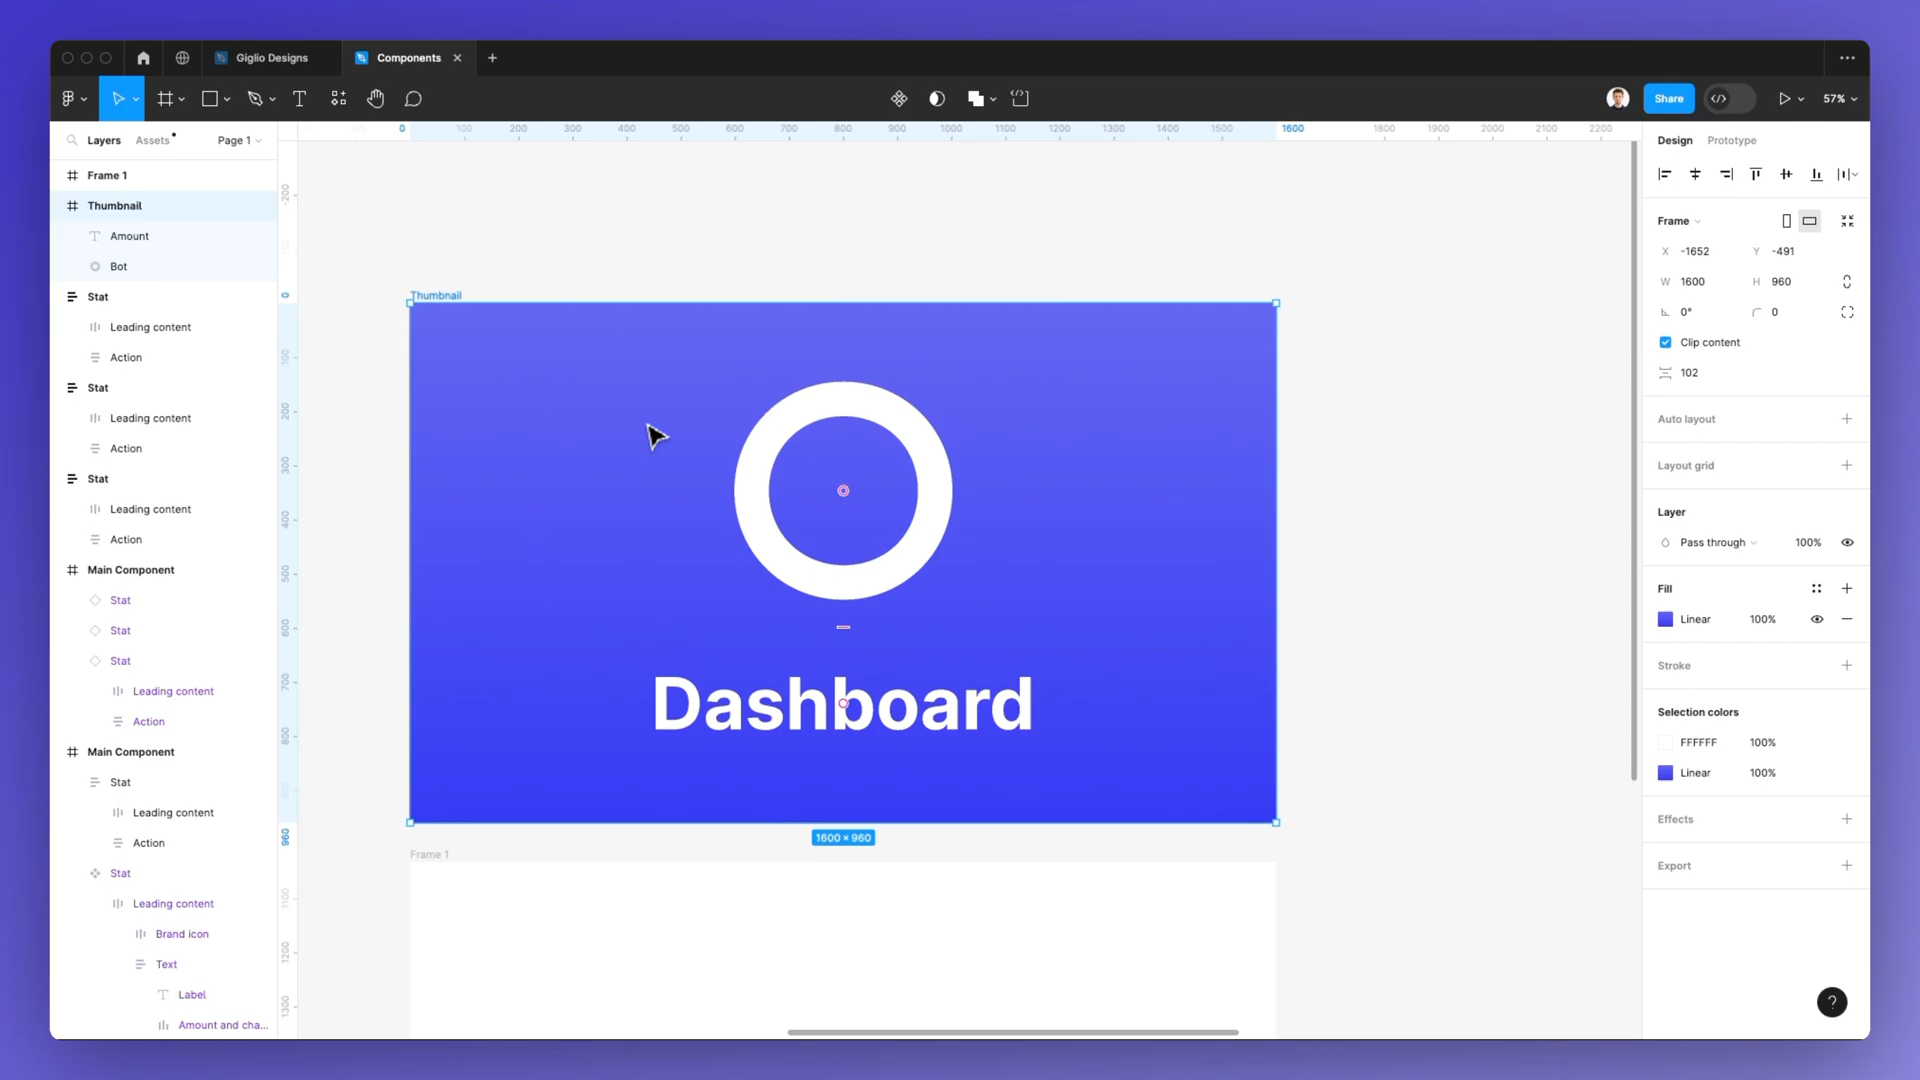 Giglio Designs
Components
Share
57%
Layers
Assets
Page 1
0
100
200
300
400
500
600
700
800
900
1000
1100
1200
1300
1400
1500
1600
1800
1900
2000
2100
2200
Design
Prototype
Frame 1
Thumbnail
Amount
Bot
Stat
Leading content
Action
Stat
Leading content
Action
Stat
Leading content
Action
Main Component
Stat
Stat
Stat
Leading content
Action
Main Component
Stat
Leading content
Action
Stat
Leading content
Brand icon
Text
Label
Amount and cha...
-200
0
100
200
300
400
500
600
700
800
960
1100
1200
1300
Thumbnail
Dashboard
1600 × 960
Frame 1
Frame
X -1652
Y -491
W 1600
H 960
0°
0
Clip content
102
Auto layout
Layout grid
Layer
Pass through
100%
Fill
Linear 100%
Stroke
Selection colors
FFFFFF 100%
Linear 100%
Effects
Export
?